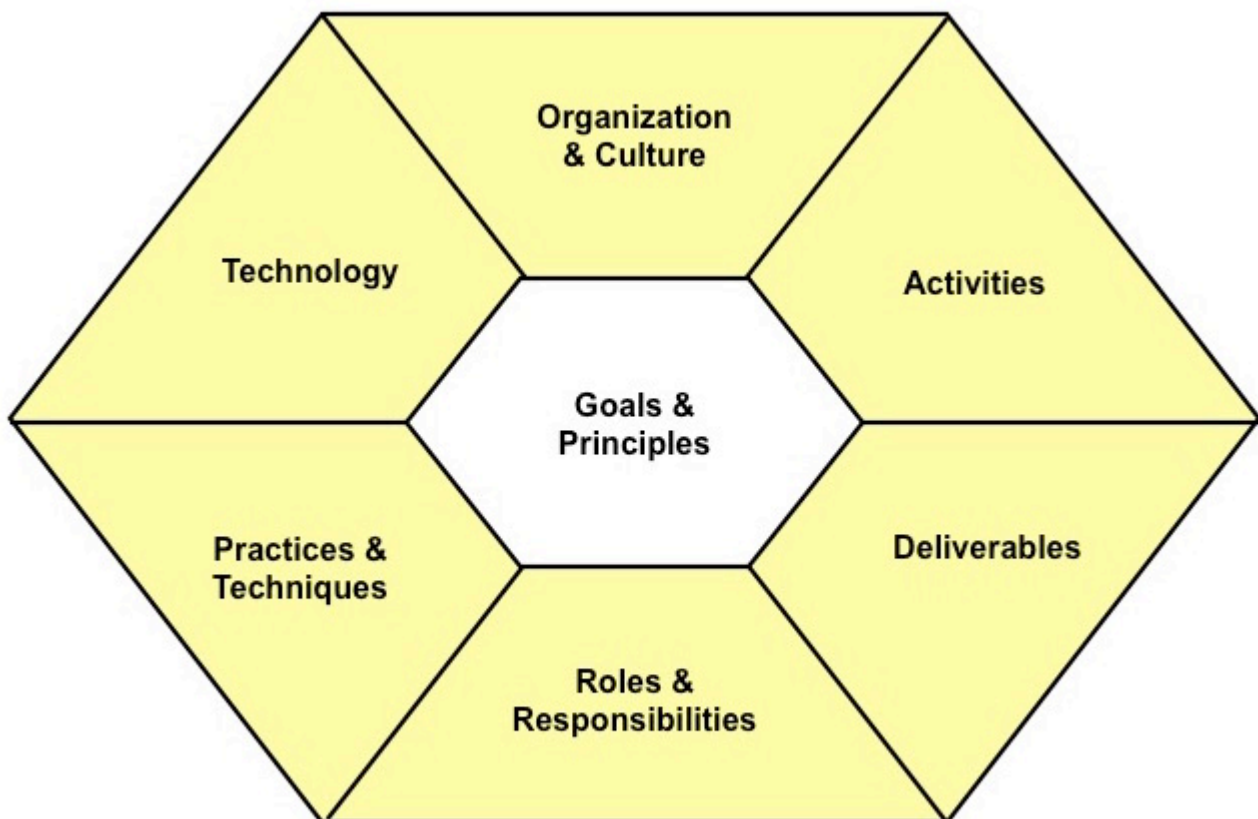 Organization
& Culture
Technology
Activities
Goals &
Principles
Practices &
Techniques
Deliverables
Roles &
Responsibilities